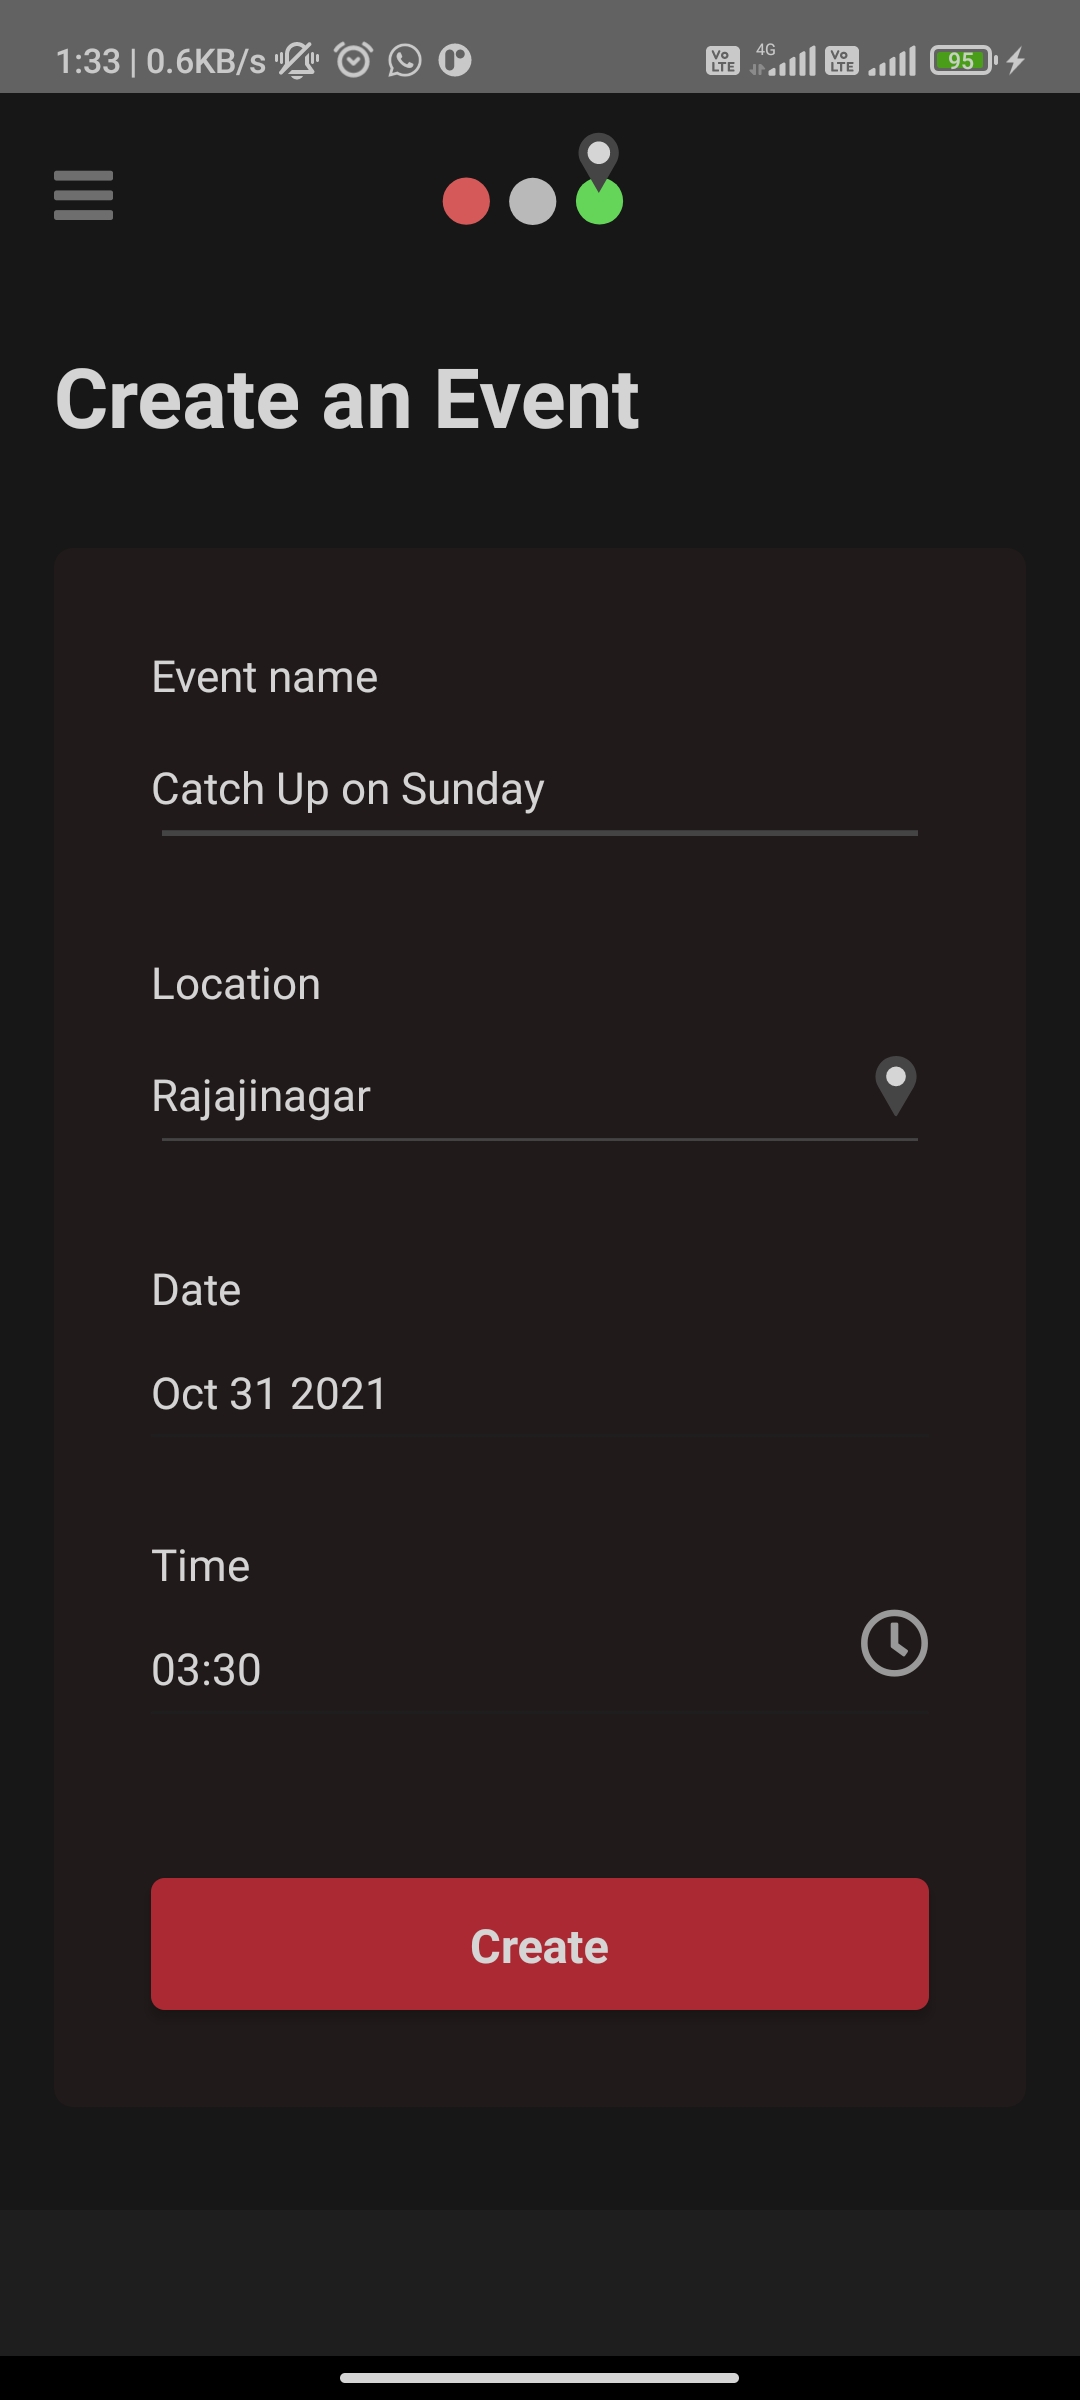 1:33 | 0.6KB/s Vo LTE 4G Vo LTE 95
Create an Event
Event name
Catch Up on Sunday
Location
Rajajinagar
Date
Oct 31 2021
Time
03:30
Create